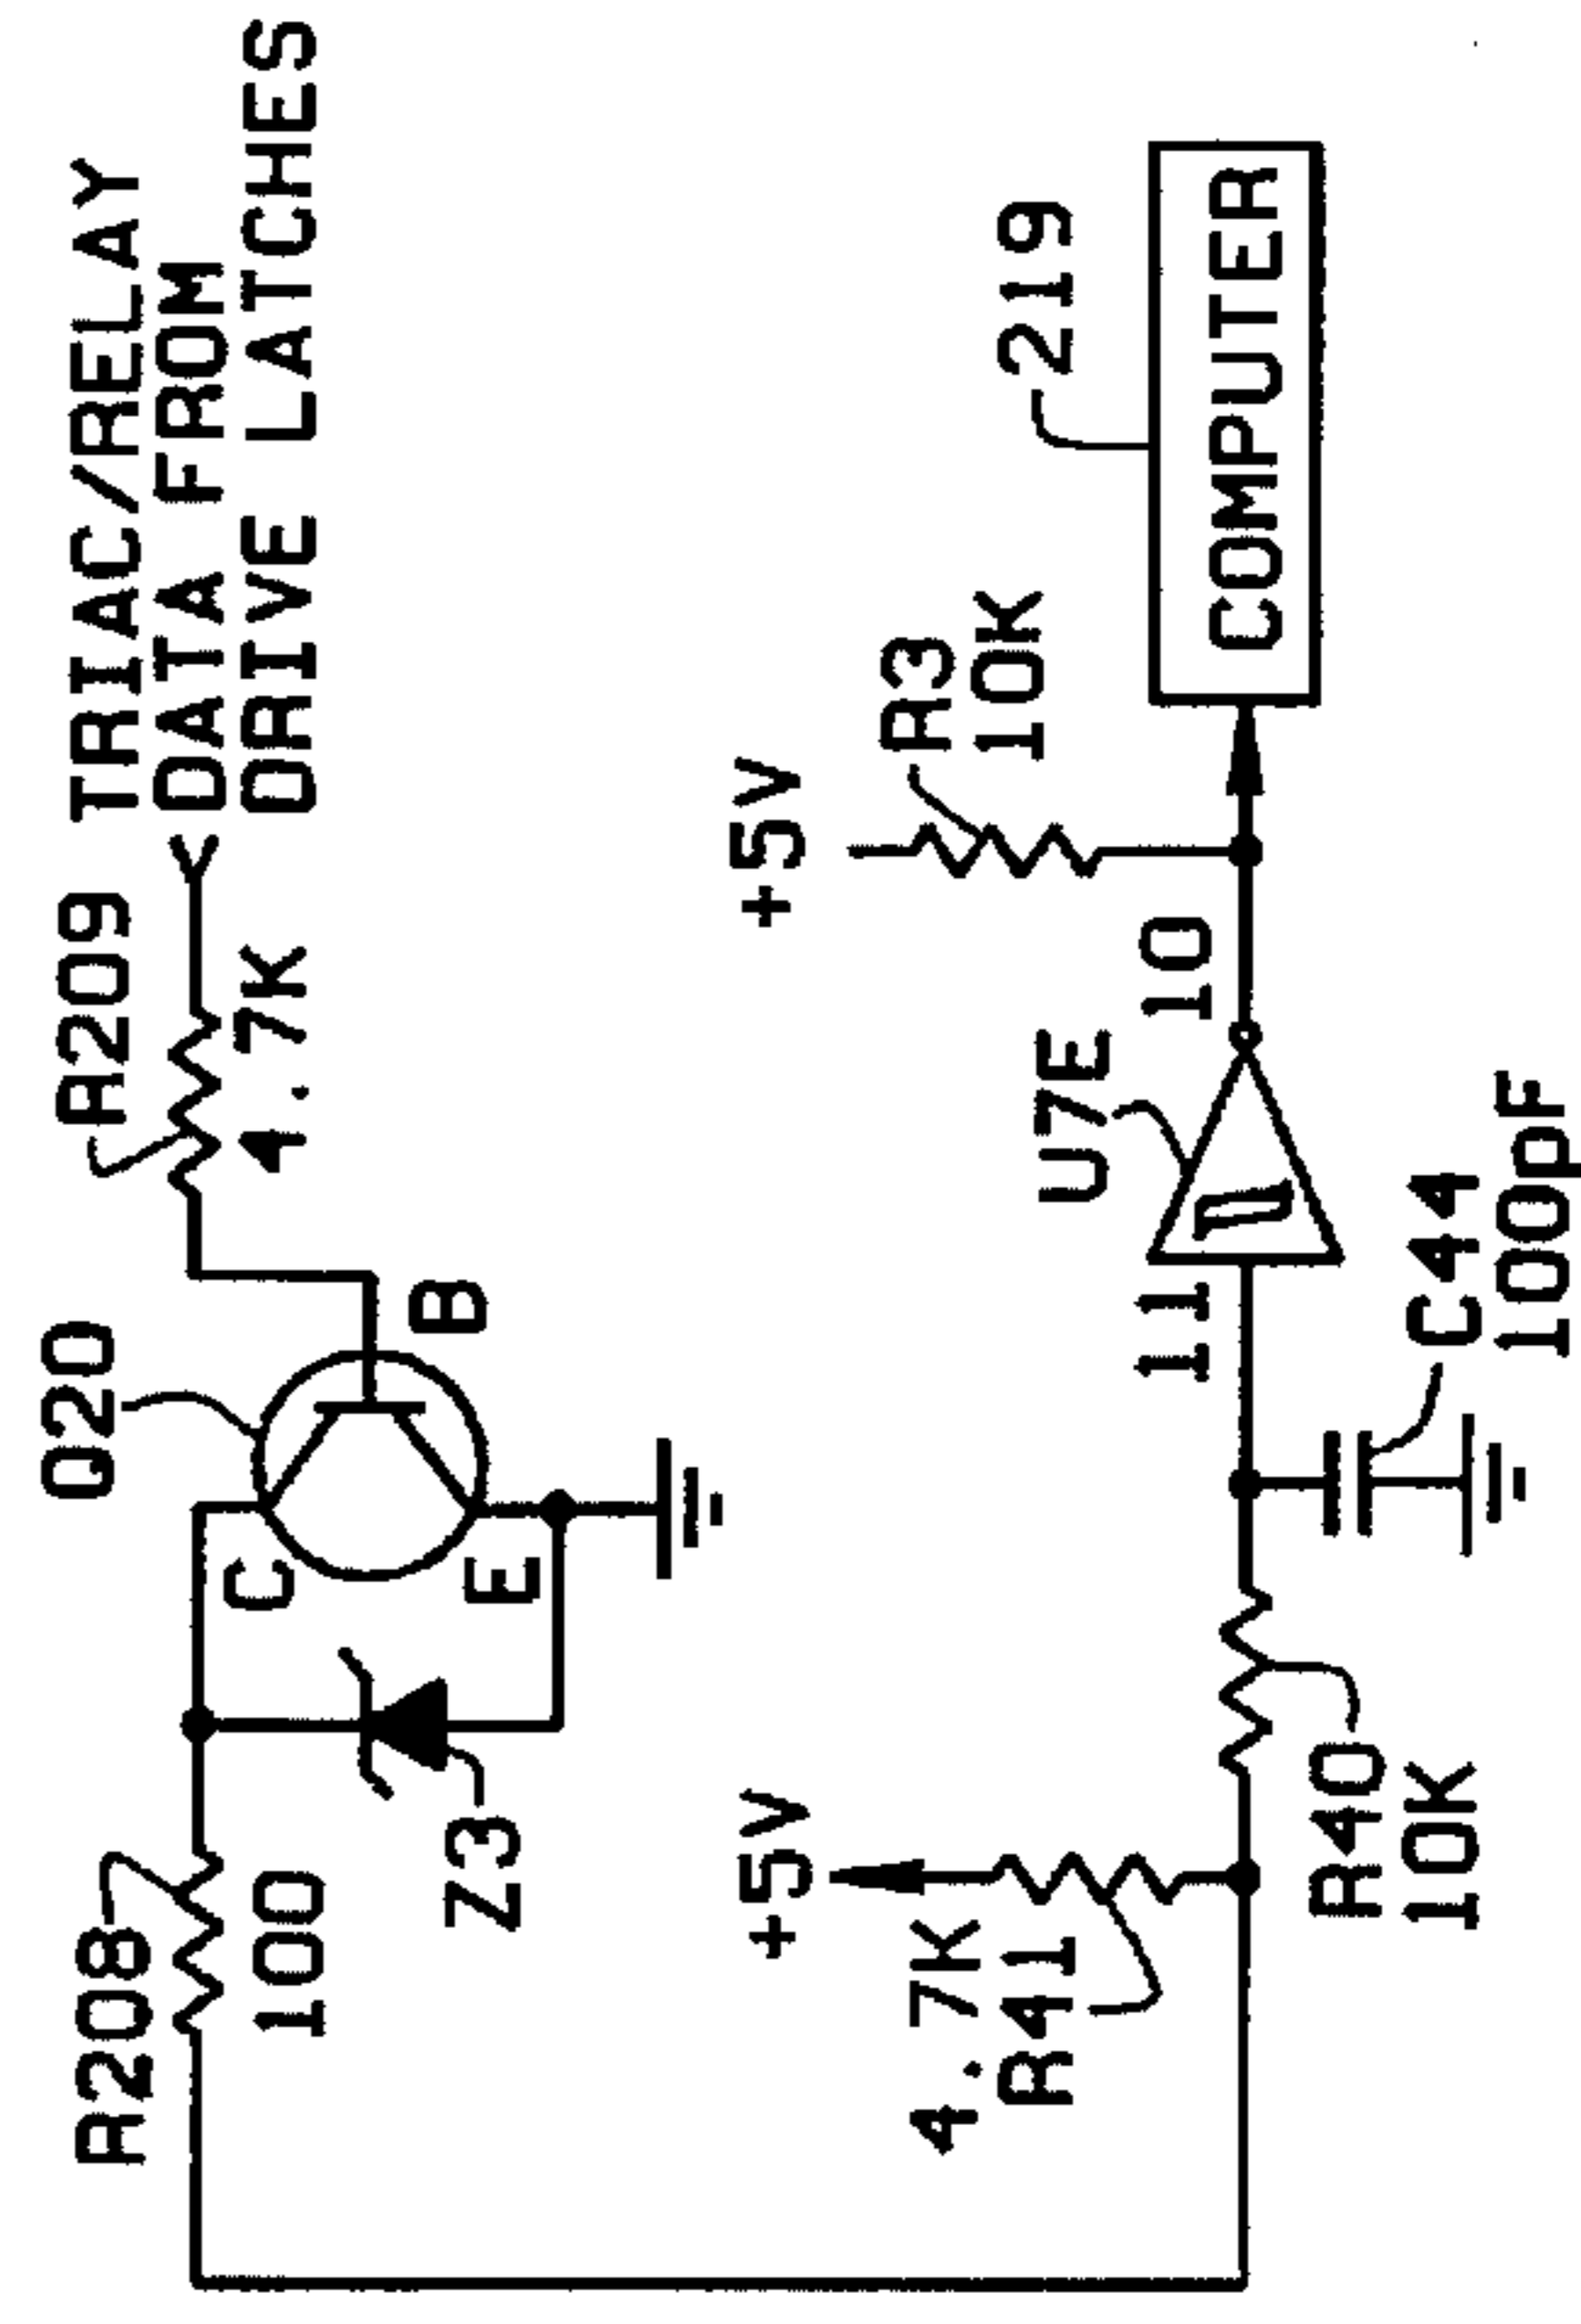 TRIAC/RELAY
DATA FROM
DRIVE LATCHES
R209
4.7K
Q20
B
C
E
R208
100
Z3
+5V
R3
10K
219
COMPUTER
U7E
10
11
C44
100pF
+5V
4.7K
R41
R40
10K